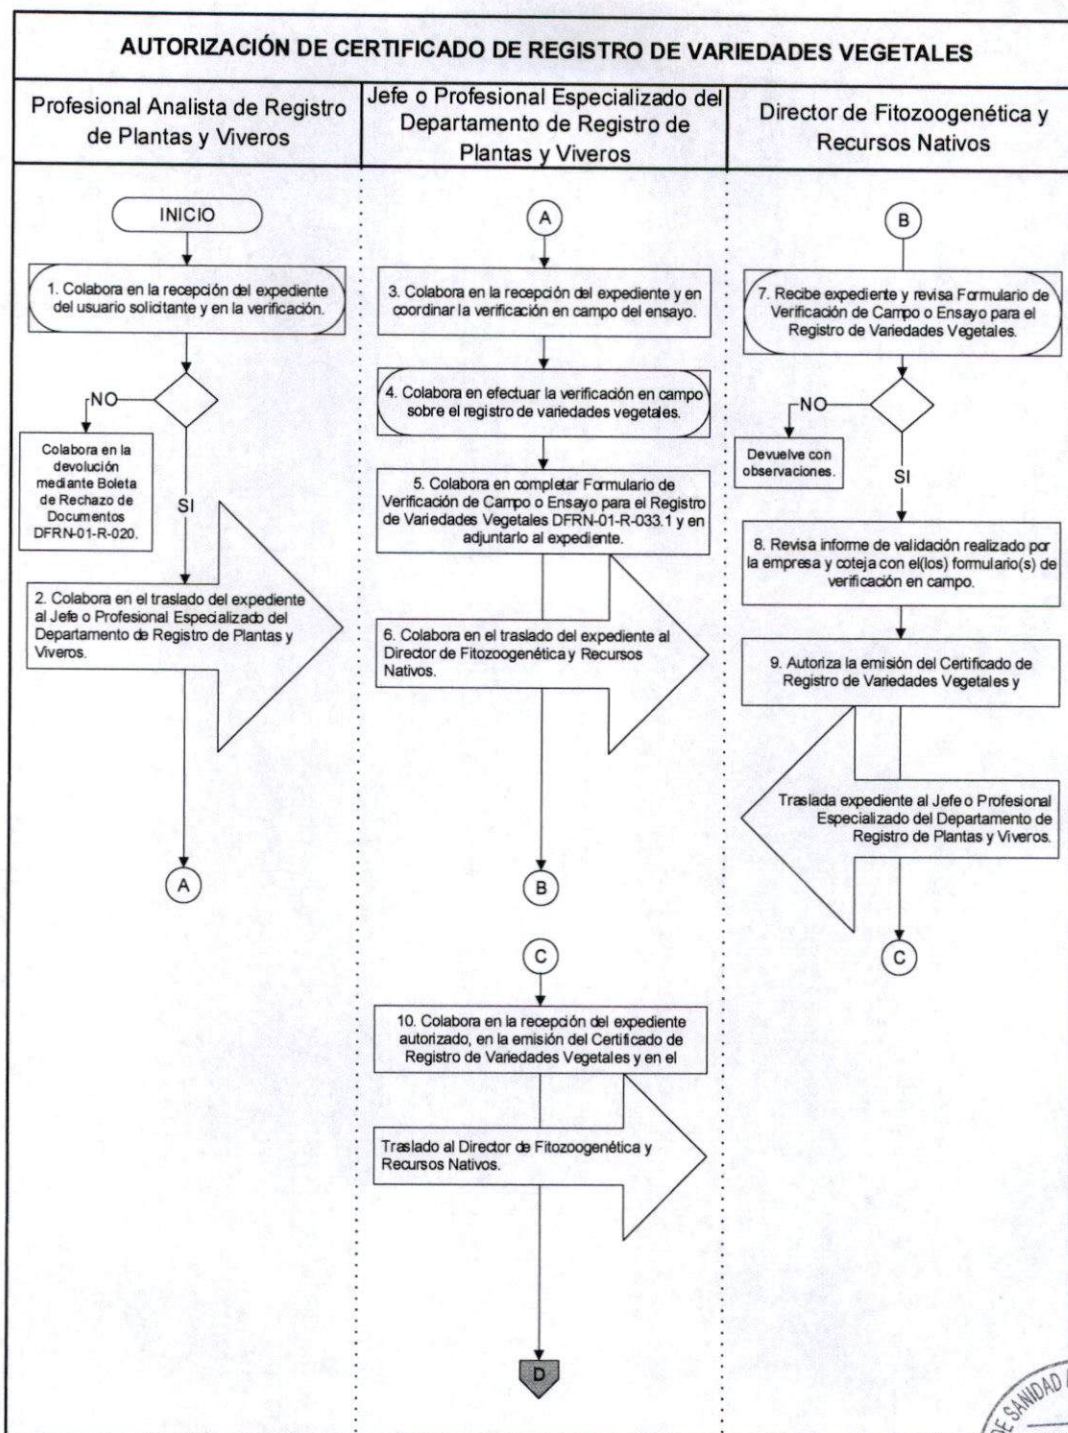 AUTORIZACIÓN DE CERTIFICADO DE REGISTRO DE VARIEDADES VEGETALES
Profesional Analista de Registro
de Plantas y Viveros
Jefe o Profesional Especializado del
Departamento de Registro de
Plantas y Viveros
Director de Fitozoogenética y
Recursos Nativos
INICIO
1. Colabora en la recepción del expediente
del usuario solicitante y en la verificación.
NO
Colabora en la
devolución
mediante Boleta
de Rechazo de
Documentos
DFRN-01-R-020.
SI
2. Colabora en el traslado del expediente
al Jefe o Profesional Especializado del
Departamento de Registro de Plantas y
Viveros.
A
A
3. Colabora en la recepción del expediente y en
coordinar la verificación en campo del ensayo.
4. Colabora en efectuar la verificación en campo
sobre el registro de variedades vegetales.
5. Colabora en completar Formulario de
Verificación de Campo o Ensayo para el Registro
de Variedades Vegetales DFRN-01-R-033.1 y en
adjuntarlo al expediente.
6. Colabora en el traslado del expediente al
Director de Fitozoogenética y Recursos
Nativos.
B
B
7. Recibe expediente y revisa Formulario de
Verificación de Campo o Ensayo para el
Registro de Variedades Vegetales.
NO
Devuelve con
observaciones.
SI
8. Revisa informe de validación realizado por
la empresa y coteja con el(los) formulario(s) de
verificación en campo.
9. Autoriza la emisión del Certificado de
Registro de Variedades Vegetales y
Traslada expediente al Jefe o Profesional
Especializado del Departamento de
Registro de Plantas y Viveros.
C
C
10. Colabora en la recepción del expediente
autorizado, en la emisión del Certificado de
Registro de Variedades Vegetales y en el
Traslado al Director de Fitozoogenética y
Recursos Nativos.
D
DE SANIDAD